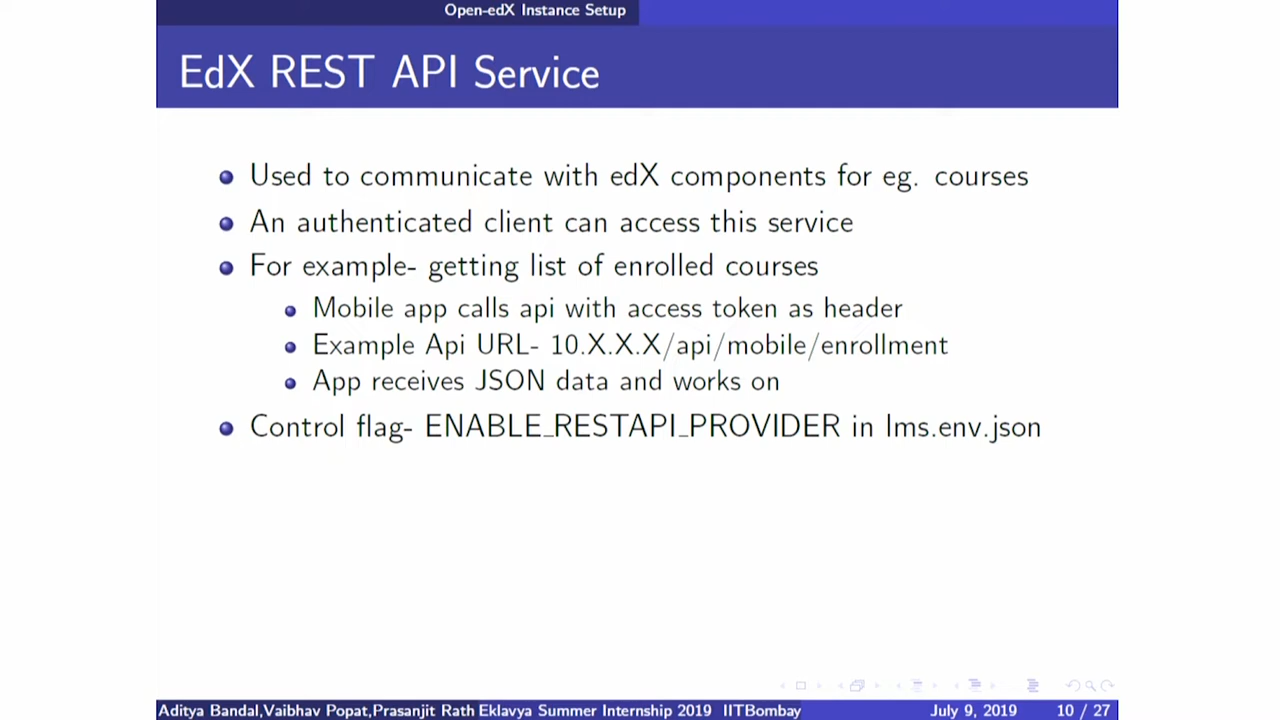 Open-edX Instance Setup
EdX REST API Service
Used to communicate with edX components for eg. courses
An authenticated client can access this service
For example- getting list of enrolled courses
Mobile app calls api with access token as header
Example Api URL- 10.X.X.X/api/mobile/enrollment
App receives JSON data and works on
Control flag- ENABLE_RESTAPI_PROVIDER in lms.env.json
Aditya Bandal,Vaibhav Popat,Prasanjit Rath Eklavya Summer Internship 2019 IITBombay July 9, 2019 10 / 27